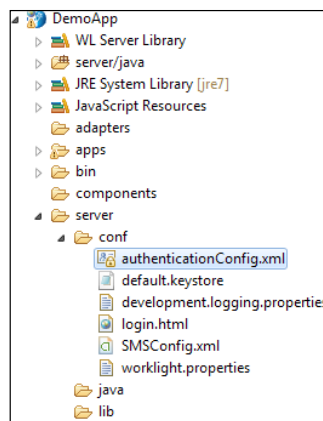 DemoApp
WL Server Library
server/java
JRE System Library [jre7]
JavaScript Resources
adapters
apps
bin
components
server
conf
authenticationConfig.xml
default.keystore
development.logging.properties
login.html
SMSConfig.xml
worklight.properties
java
lib